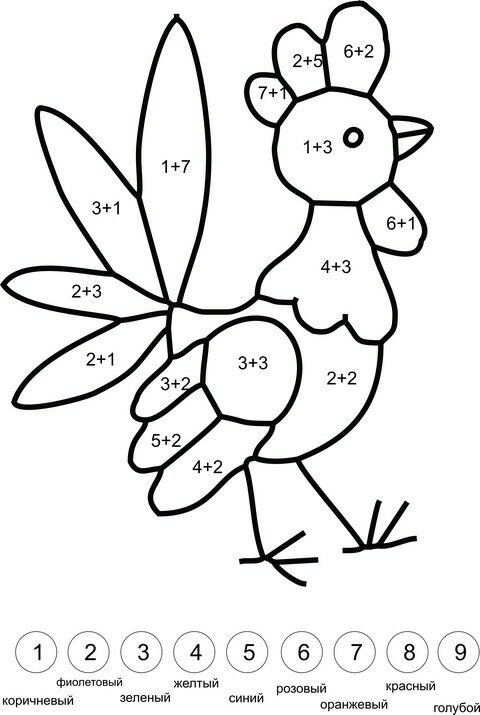 6+2
2+5
7+1
1+3
1+7
3+1
6+1
4+3
2+3
2+1
3+3
3+2
2+2
5+2
4+2
1 2 3 4 5 6 7 8 9
коричневый
фиолетовый
зеленый
желтый
синий
розовый
оранжевый
красный
голубой